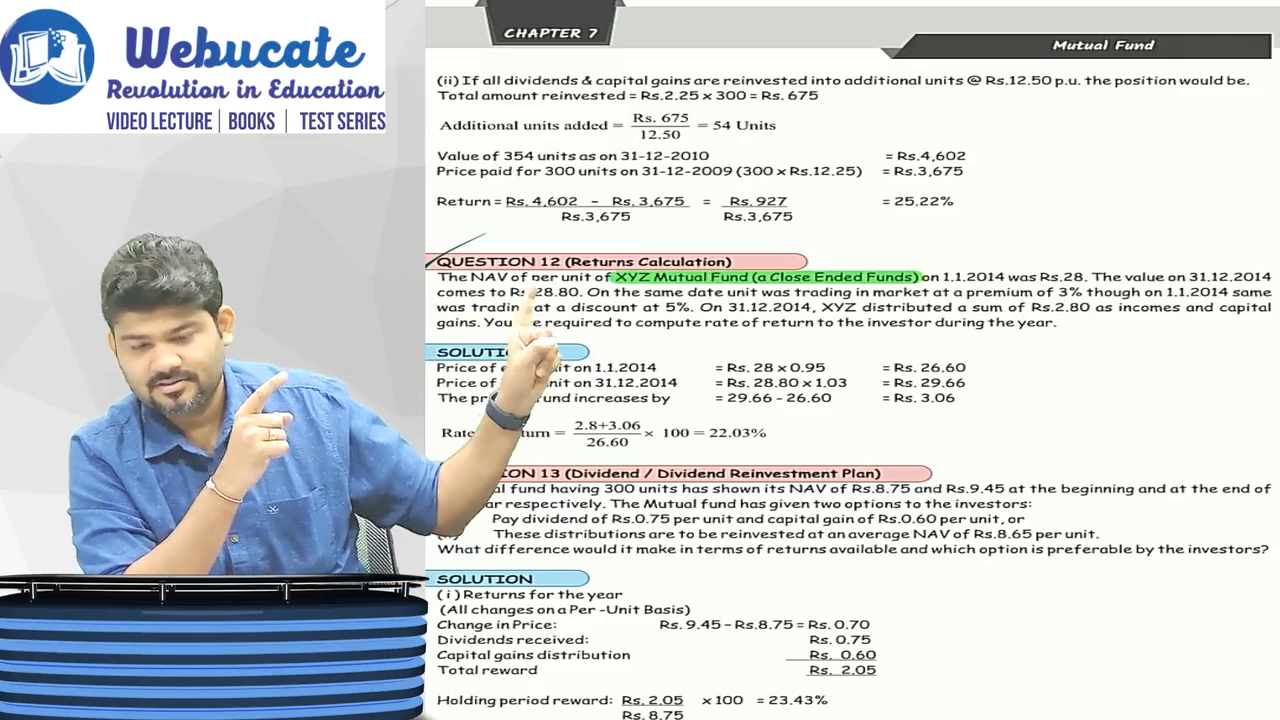 Webucate
Revolution in Education
VIDEO LECTURE | BOOKS | TEST SERIES
CHAPTER 7
Mutual Fund
(ii) If all dividends & capital gains are reinvested into additional units @ Rs.12.50 p.u. the position would be.
Total amount reinvested = Rs.2.25 x 300 = Rs. 675
Additional units added = Rs. 675 / 12.50 = 54 Units
Value of 354 units as on 31-12-2010 = Rs.4,602
Price paid for 300 units on 31-12-2009 (300 x Rs.12.25) = Rs.3,675
Return = Rs. 4,602 – Rs. 3,675 / Rs.3,675 = Rs. 927 / Rs.3,675 = 25.22%
QUESTION 12 (Returns Calculation)
The NAV of per unit of XYZ Mutual Fund (a Close Ended Funds) on 1.1.2014 was Rs.28. The value on 31.12.2014
comes to Rs.28.80. On the same date unit was trading in market at a premium of 3% though on 1.1.2014 same
was trading at a discount at 5%. On 31.12.2014, XYZ distributed a sum of Rs.2.80 as incomes and capital
gains. You are required to compute rate of return to the investor during the year.
SOLUTI
Price of unit on 1.1.2014 = Rs. 28 x 0.95 = Rs. 26.60
Price of unit on 31.12.2014 = Rs. 28.80 x 1.03 = Rs. 29.66
The fund increases by = 29.66 - 26.60 = Rs. 3.06
Rate = 2.8+3.06 / 26.60 × 100 = 22.03%
ION 13 (Dividend / Dividend Reinvestment Plan)
al fund having 300 units has shown its NAV of Rs.8.75 and Rs.9.45 at the beginning and at the end of
ar respectively. The Mutual fund has given two options to the investors:
Pay dividend of Rs.0.75 per unit and capital gain of Rs.0.60 per unit, or
These distributions are to be reinvested at an average NAV of Rs.8.65 per unit.
What difference would it make in terms of returns available and which option is preferable by the investors?
SOLUTION
(i) Returns for the year
(All changes on a Per -Unit Basis)
Change in Price: Rs. 9.45 – Rs.8.75 = Rs. 0.70
Dividends received: Rs. 0.75
Capital gains distribution Rs. 0.60
Total reward Rs. 2.05
Holding period reward: Rs. 2.05 / Rs. 8.75 x 100 = 23.43%